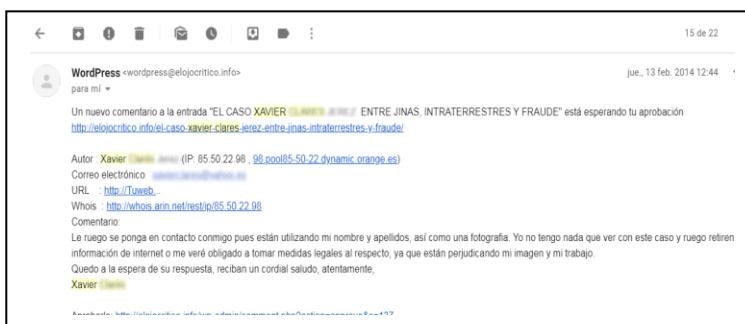 15 de 22
WordPress <wordpress@elojocritico.info>
jue., 13 feb. 2014 12:44
para mí
Un nuevo comentario a la entrada "EL CASO XAVIER ENTRE JINAS, INTRATERRESTRES Y FRAUDE" está esperando tu aprobación
http://elojocritico.info/el-caso-xavier-clares-jerez-entre-jinas-intraterrestres-y-fraude/
Autor : Xavier (IP: 85.50.22.98 , 98.pool85-50-22.dynamic.orange.es)
Correo electrónico
URL : http://Tuweb...
Whois : http://whois.arin.net/rest/ip/85.50.22.98
Comentario:
Le ruego se ponga en contacto conmigo pues están utilizando mi nombre y apellidos, así como una fotografía. Yo no tengo nada que ver con este caso y ruego retiren
información de internet o me veré obligado a tomar medidas legales al respecto, ya que están perjudicando mi imagen y mi trabajo.
Quedo a la espera de su respuesta, reciban un cordial saludo, atentamente,
Xavier